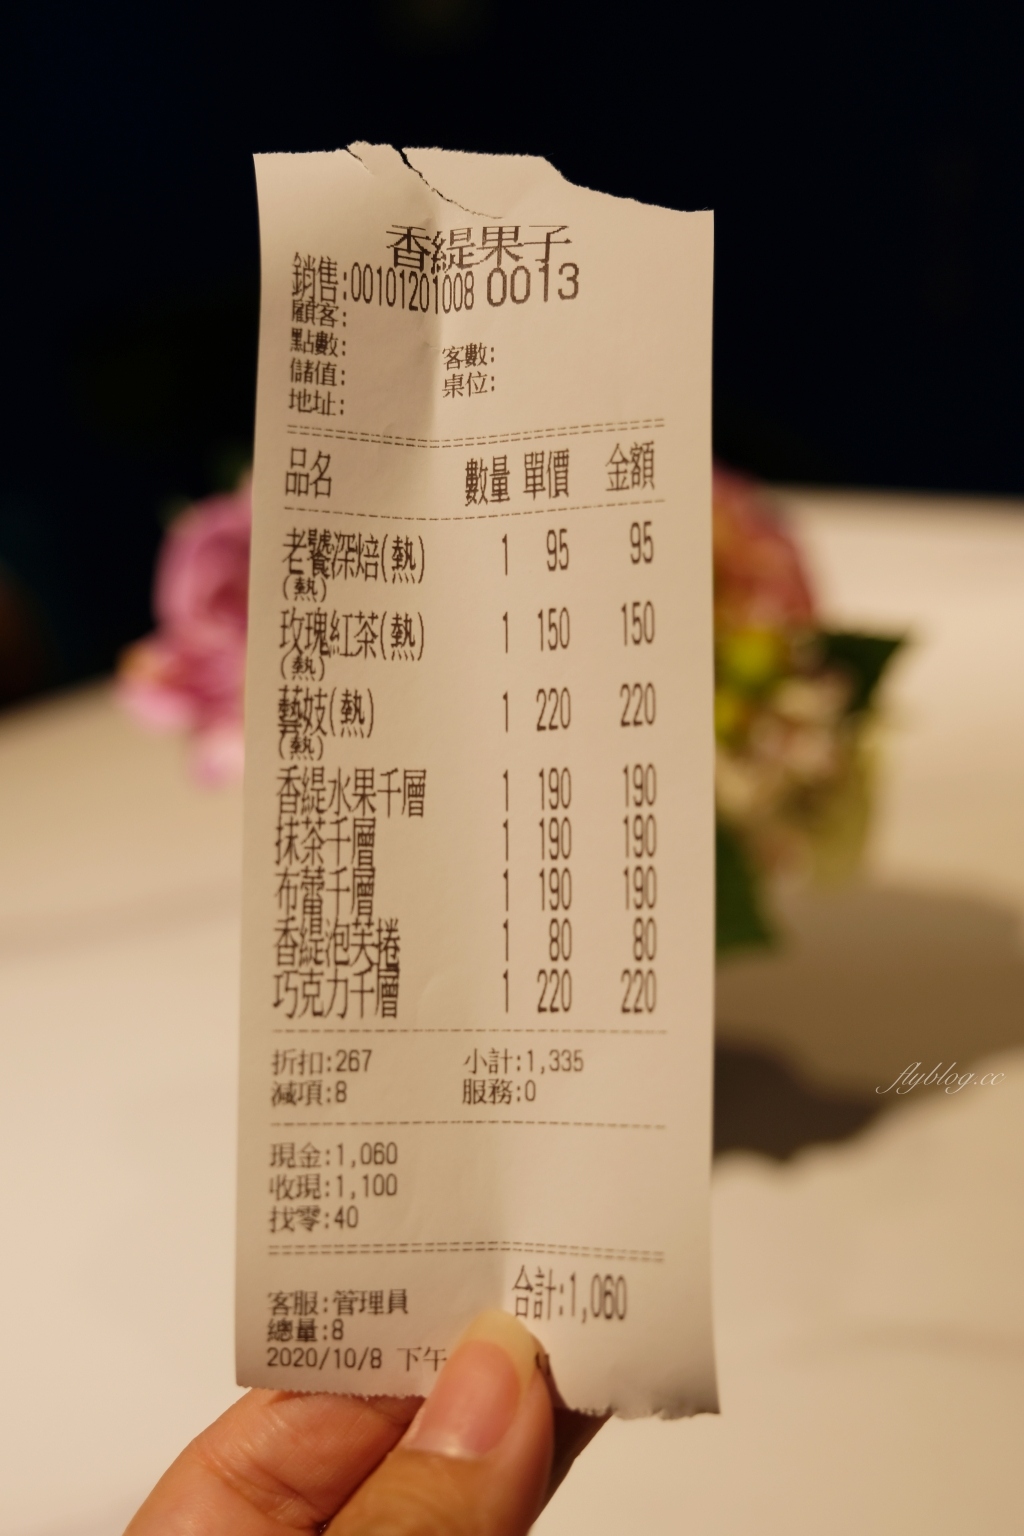 香緹果子
銷售:00101201008 0013
顧客:
點數: 客數:
儲值: 桌位:
地址:
品名 數量 單價 金額
老饕深焙(熱) 1 95 95
(熱)
玫瑰紅茶(熱) 1 150 150
(熱)
藝妓(熱) 1 220 220
(熱)
香緹水果千層 1 190 190
抹茶千層 1 190 190
布蕾千層 1 190 190
香緹泡芙捲 1 80 80
巧克力千層 1 220 220
折扣:267 小計:1,335
減項:8 服務:0
現金:1,060
收現:1,100
找零:40
合計:1,060
客服:管理員
總量:8
2020/10/8 下午
flyblog.cc